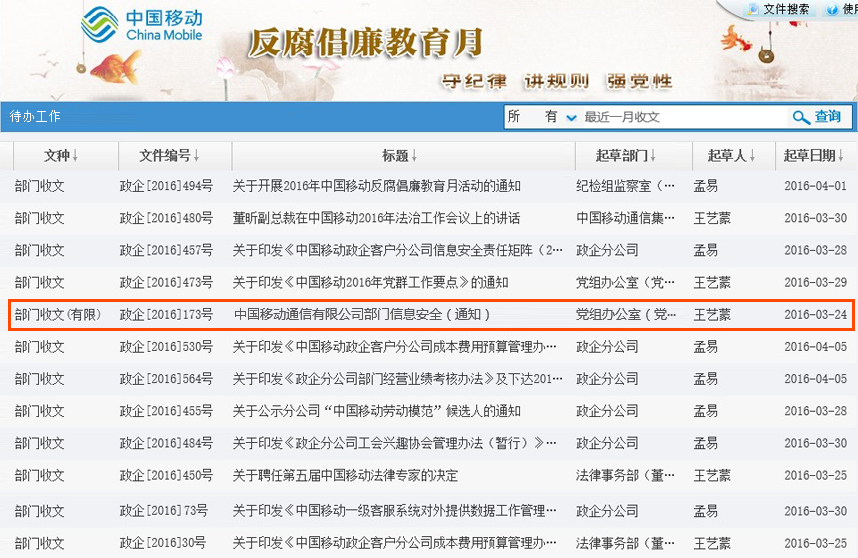 中国移动
China Mobile
反腐倡廉教育月
守纪律 讲规则 强党性
文件搜索
待办工作 所 有 最近一月收文 查询
文种↓ 文件编号↓ 标题↓ 起草部门↓ 起草人↓ 起草日期↓
部门收文 政企[2016]494号 关于开展2016年中国移动反腐倡廉教育月活动的通知 纪检组监察室（… 孟易 2016-04-01
部门收文 政企[2016]480号 董昕副总裁在中国移动2016年法治工作会议上的讲话 中国移动通信集… 王艺蒙 2016-03-30
部门收文 政企[2016]457号 关于印发《中国移动政企客户分公司信息安全责任矩阵（2… 政企分公司 孟易 2016-03-28
部门收文 政企[2016]473号 关于印发《中国移动2016年党群工作要点》的通知 党组办公室（党… 王艺蒙 2016-03-29
部门收文(有限) 政企[2016]173号 中国移动通信有限公司部门信息安全（通知） 党组办公室（党… 王艺蒙 2016-03-24
部门收文 政企[2016]530号 关于印发《中国移动政企客户分公司成本费用预算管理办… 政企分公司 孟易 2016-04-05
部门收文 政企[2016]564号 关于印发《政企分公司部门经营业绩考核办法》及下达201… 政企分公司 孟易 2016-04-05
部门收文 政企[2016]455号 关于公示分公司“中国移动劳动模范”候选人的通知 政企分公司 孟易 2016-03-28
部门收文 政企[2016]484号 关于印发《政企分公司工会兴趣协会管理办法（暂行）》… 政企分公司 孟易 2016-03-30
部门收文 政企[2016]450号 关于聘任第五届中国移动法律专家的决定 法律事务部（董… 王艺蒙 2016-03-25
部门收文 政企[2016]73号 关于印发《中国移动一级客服系统对外提供数据工作管理… 政企分公司 孟易 2016-03-30
部门收文 政企[2016]30号 关于印发《中国移动政企客户分公司成本费用预算管理办… 法律事务部（董… 王艺蒙 2016-03-25